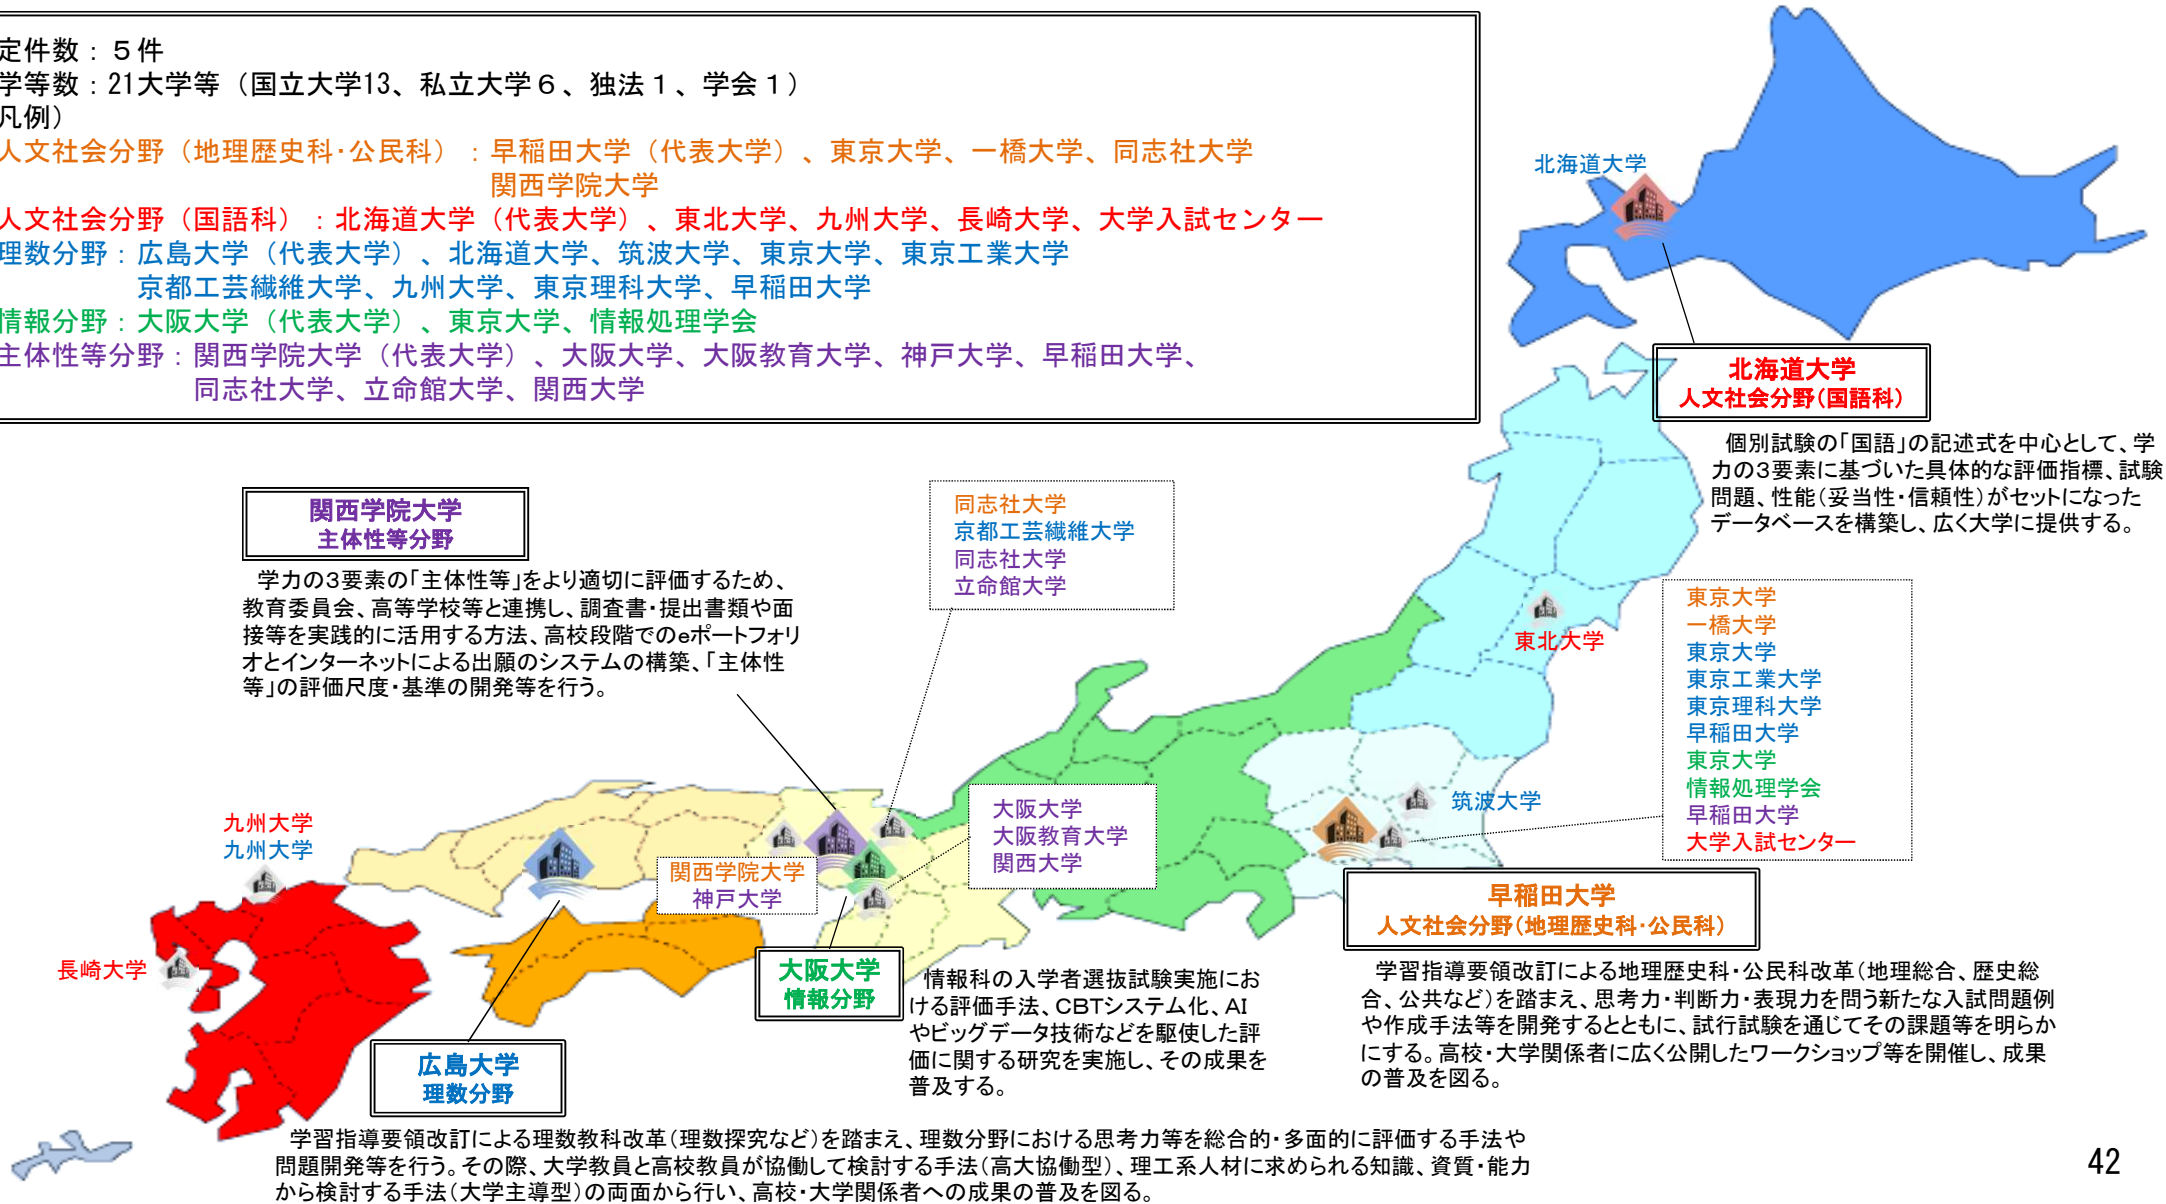 定件数：５件
学等数：21大学等（国立大学13、私立大学６、独法１、学会１）
凡例）
人文社会分野（地理歴史科・公民科）：早稲田大学（代表大学）、東京大学、一橋大学、同志社大学
関西学院大学
人文社会分野（国語科）：北海道大学（代表大学）、東北大学、九州大学、長崎大学、大学入試センター
理数分野：広島大学（代表大学）、北海道大学、筑波大学、東京大学、東京工業大学
京都工芸繊維大学、九州大学、東京理科大学、早稲田大学
情報分野：大阪大学（代表大学）、東京大学、情報処理学会
主体性等分野：関西学院大学（代表大学）、大阪大学、大阪教育大学、神戸大学、早稲田大学、
同志社大学、立命館大学、関西大学
北海道大学
北海道大学
人文社会分野（国語科）
個別試験の「国語」の記述式を中心として、学
力の３要素に基づいた具体的な評価指標、試験
問題、性能（妥当性・信頼性）がセットになった
データベースを構築し、広く大学に提供する。
関西学院大学
主体性等分野
学力の３要素の「主体性等」をより適切に評価するため、
教育委員会、高等学校等と連携し、調査書・提出書類や面
接等を実践的に活用する方法、高校段階でのeポートフォリ
オとインターネットによる出願のシステムの構築、「主体性
等」の評価尺度・基準の開発等を行う。
同志社大学
京都工芸繊維大学
同志社大学
立命館大学
東北大学
東京大学
一橋大学
東京大学
東京工業大学
東京理科大学
早稲田大学
東京大学
情報処理学会
早稲田大学
大学入試センター
筑波大学
大阪大学
大阪教育大学
関西大学
九州大学
九州大学
関西学院大学
神戸大学
長崎大学
早稲田大学
人文社会分野（地理歴史科・公民科）
学習指導要領改訂による地理歴史科・公民科改革（地理総合、歴史総
合、公共など）を踏まえ、思考力・判断力・表現力を問う新たな入試問題例
や作成手法等を開発するとともに、試行試験を通じてその課題等を明らか
にする。高校・大学関係者に広く公開したワークショップ等を開催し、成果
の普及を図る。
大阪大学
情報分野
情報科の入学者選抜試験実施にお
ける評価手法、CBTシステム化、AI
やビッグデータ技術などを駆使した評
価に関する研究を実施し、その成果を
普及する。
広島大学
理数分野
学習指導要領改訂による理数教科改革（理数探究など）を踏まえ、理数分野における思考力等を総合的・多面的に評価する手法や
問題開発等を行う。その際、大学教員と高校教員が協働して検討する手法（高大協働型）、理工系人材に求められる知識、資質・能力
から検討する手法（大学主導型）の両面から行い、高校・大学関係者への成果の普及を図る。
42